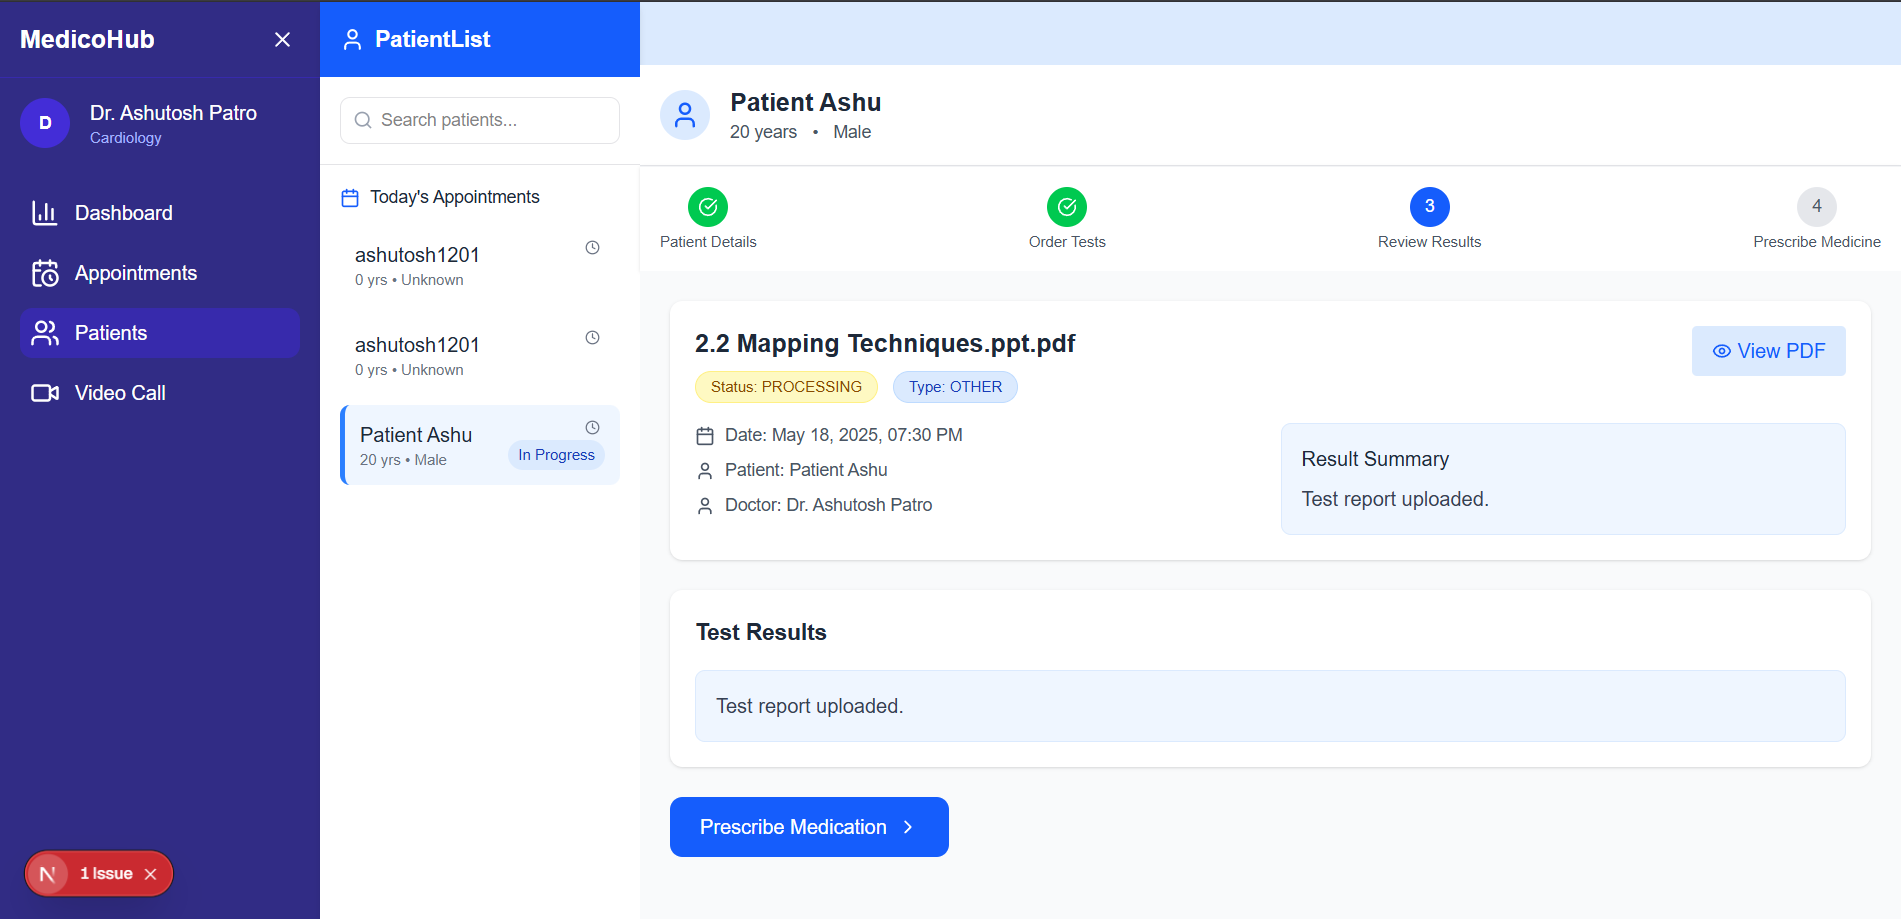 MedicoHub
D
Dr. Ashutosh Patro
Cardiology
Dashboard
Appointments
Patients
Video Call
N
1 Issue
PatientList
Search patients...
Today's Appointments
ashutosh1201
0 yrs • Unknown
ashutosh1201
0 yrs • Unknown
Patient Ashu
20 yrs • Male
In Progress
Patient Ashu
20 years • Male
Patient Details
Order Tests
3
Review Results
4
Prescribe Medicine
2.2 Mapping Techniques.ppt.pdf
View PDF
Status: PROCESSING
Type: OTHER
Date: May 18, 2025, 07:30 PM
Patient: Patient Ashu
Doctor: Dr. Ashutosh Patro
Result Summary
Test report uploaded.
Test Results
Test report uploaded.
Prescribe Medication